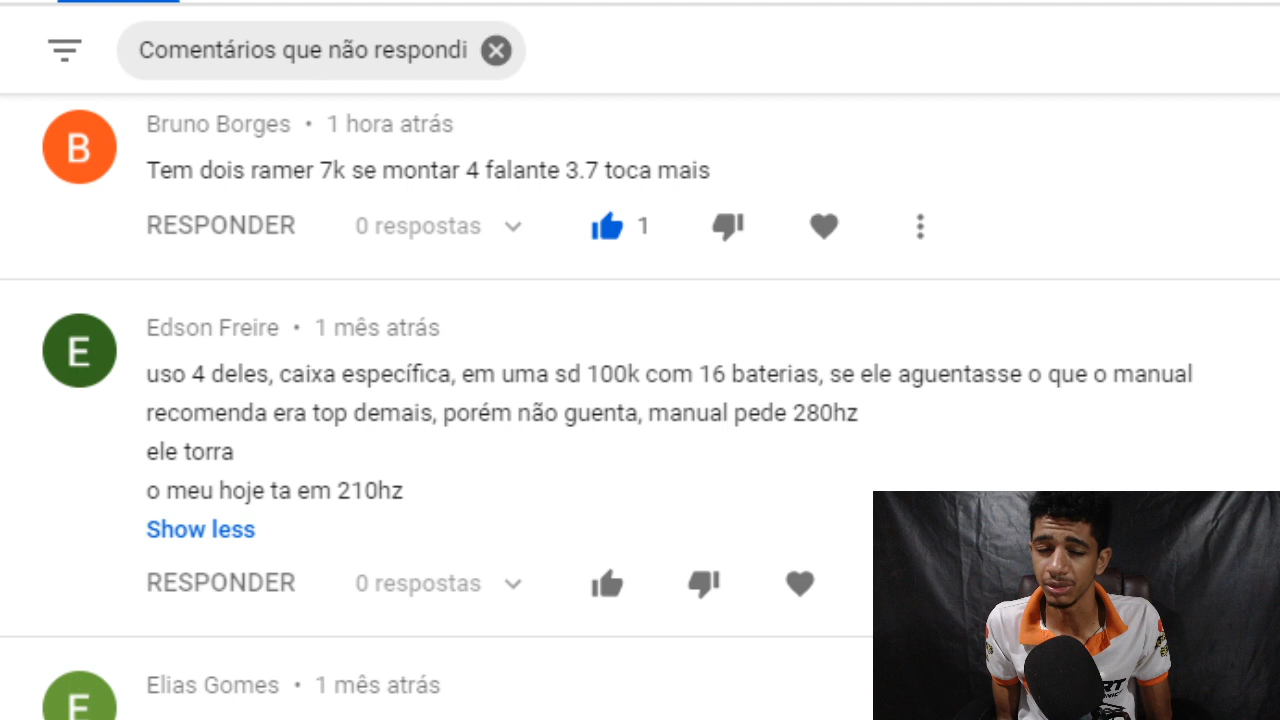 Comentários que não respondi
B
Bruno Borges • 1 hora atrás
Tem dois ramer 7k se montar 4 falante 3.7 toca mais
RESPONDER 0 respostas 1
E
Edson Freire • 1 mês atrás
uso 4 deles, caixa específica, em uma sd 100k com 16 baterias, se ele aguentasse o que o manual
recomenda era top demais, porém não guenta, manual pede 280hz
ele torra
o meu hoje ta em 210hz
Show less
RESPONDER 0 respostas
E
Elias Gomes • 1 mês atrás